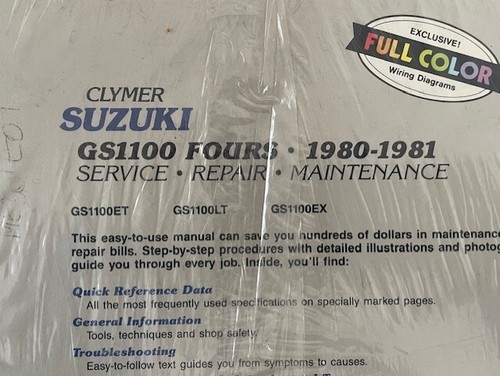 EXCLUSIVE!
FULL COLOR
Wiring Diagrams
CLYMER
SUZUKI
GS1100 FOURS • 1980-1981
SERVICE • REPAIR • MAINTENANCE
GS1100ET GS1100LT GS1100EX
This easy-to-use manual can save you hundreds of dollars in maintenance
repair bills. Step-by-step procedures with detailed illustrations and photog
guide you through every job. Inside, you'll find:
Quick Reference Data
All the most frequently used specifications on specially marked pages.
General Information
Tools, techniques and shop safety.
Troubleshooting
Easy-to-follow text guides you from symptoms to causes.